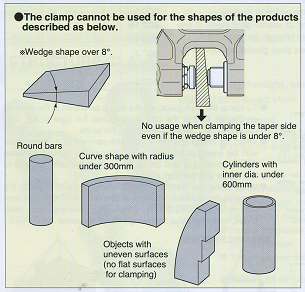 ●The clamp cannot be used for the shapes of the products
described as below.
※Wedge shape over 8°.
No usage when clamping the taper side
even if the wedge shape is under 8°.
Round bars
Curve shape with radius
under 300mm
Cylinders with
inner dia. under
600mm
Objects with
uneven surfaces
(no flat surfaces
for clamping)